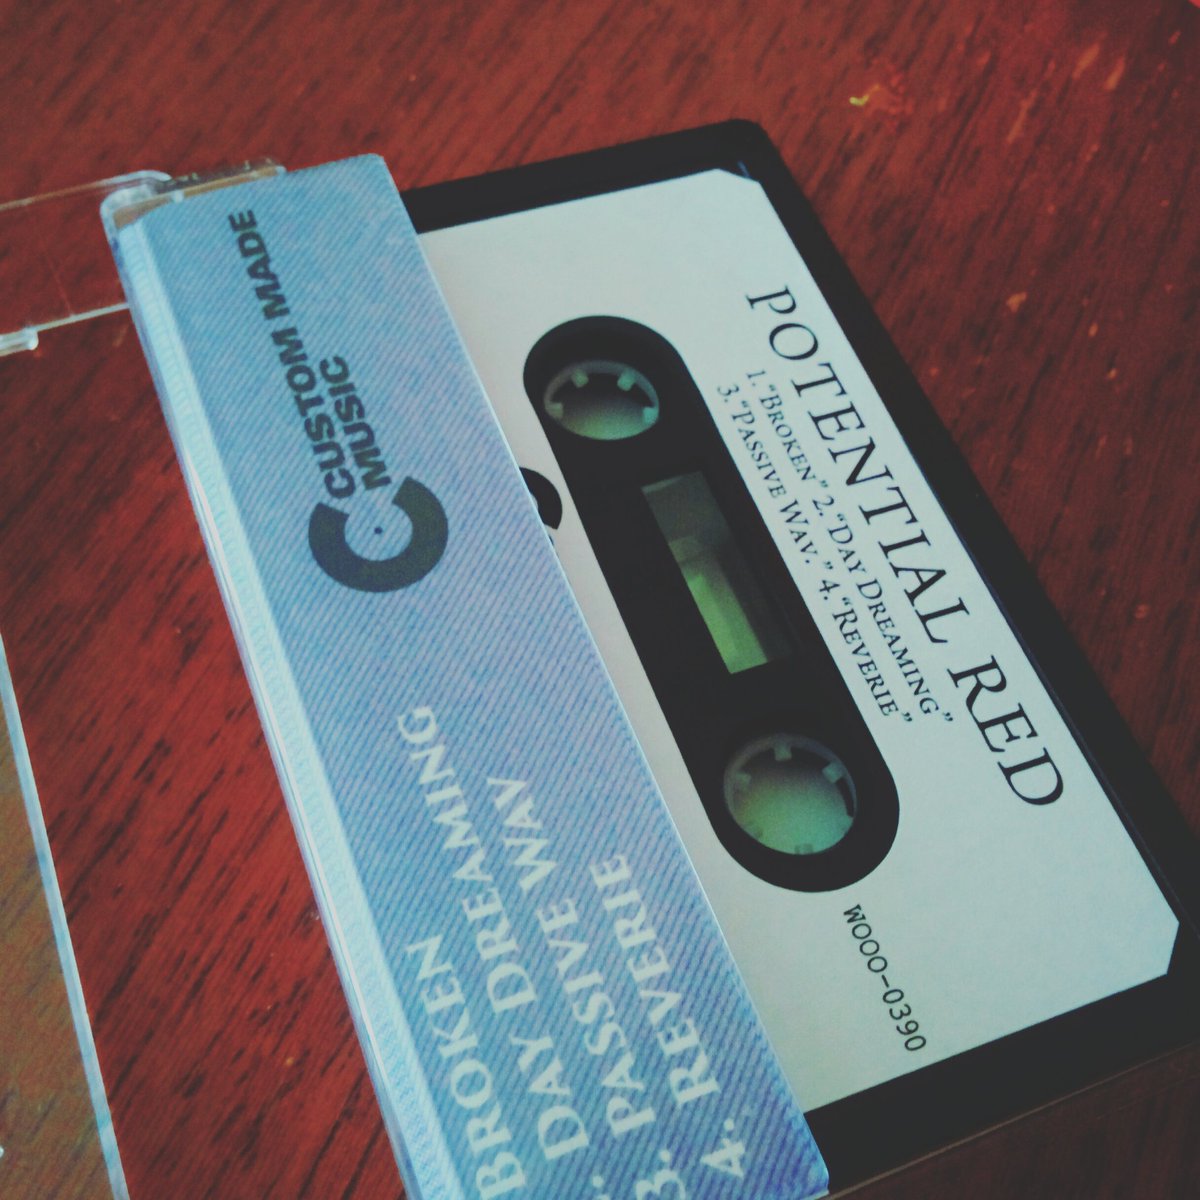 CUSTOM MADE
MUSIC
BROKEN
. DAY DREAMING
3. PASSIVE WAV
4. REVERIE
POTENTIAL RED
1. "BROKEN" 2. "DAY DREAMING"
3. "PASSIVE WAV." 4. "REVERIE"
WOOO-0390